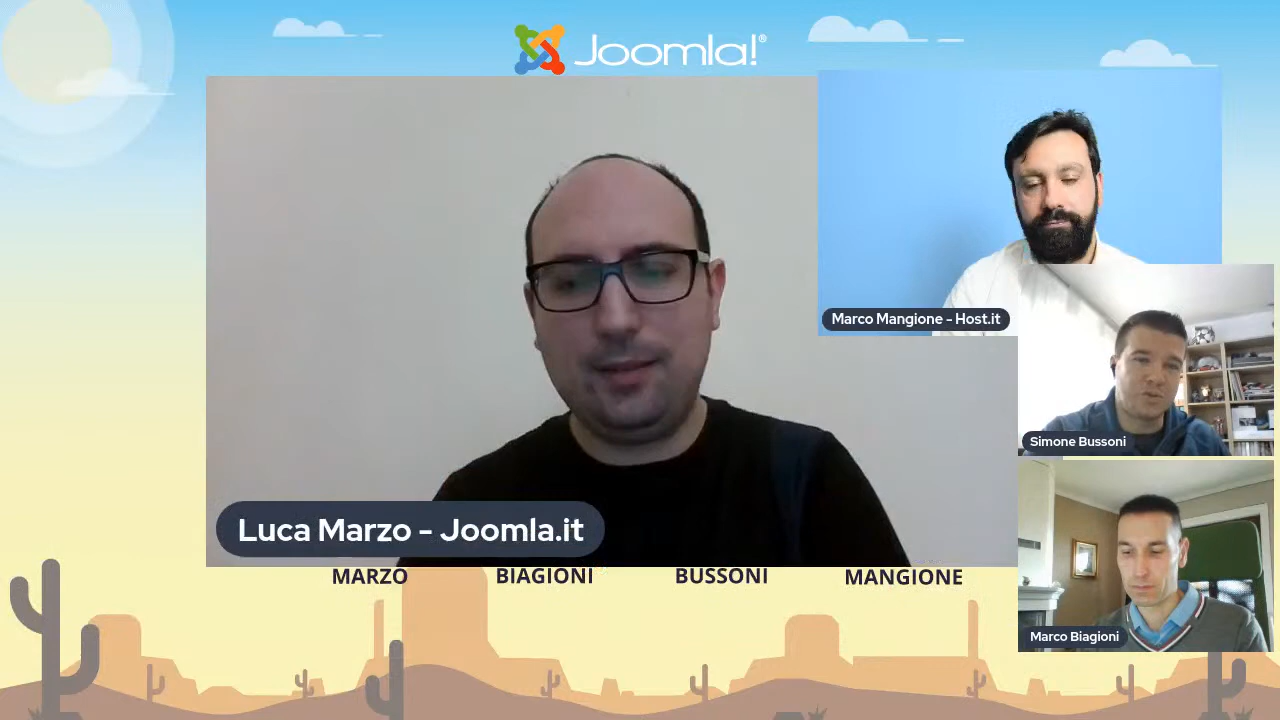 Joomla!®
Marco Mangione - Host.it
Simone Bussoni
Luca Marzo - Joomla.it
MARZO BIAGIONI BUSSONI MANGIONE
Marco Biagioni